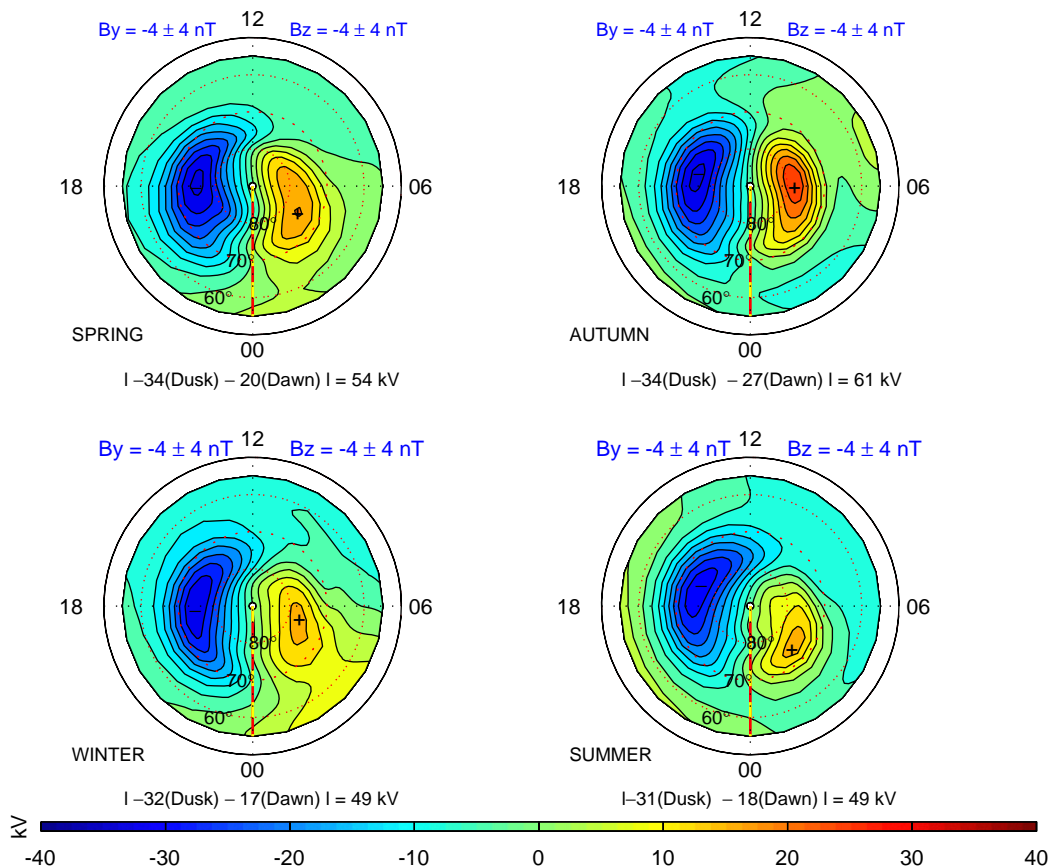 12
By = -4 ± 4 nT Bz = -4 ± 4 nT
18 06
80°
70°
60°
SPRING
00
I −34(Dusk) − 20(Dawn) I = 54 kV
12
By = -4 ± 4 nT Bz = -4 ± 4 nT
18 06
80°
70°
60°
AUTUMN
00
I −34(Dusk) − 27(Dawn) I = 61 kV
12
By = -4 ± 4 nT Bz = -4 ± 4 nT
18 06
80°
70°
60°
WINTER
00
I −32(Dusk) − 17(Dawn) I = 49 kV
12
By = -4 ± 4 nT Bz = -4 ± 4 nT
18 06
80°
70°
60°
SUMMER
00
I−31(Dusk) − 18(Dawn) I = 49 kV
kV
-40 -30 -20 -10 0 10 20 30 40